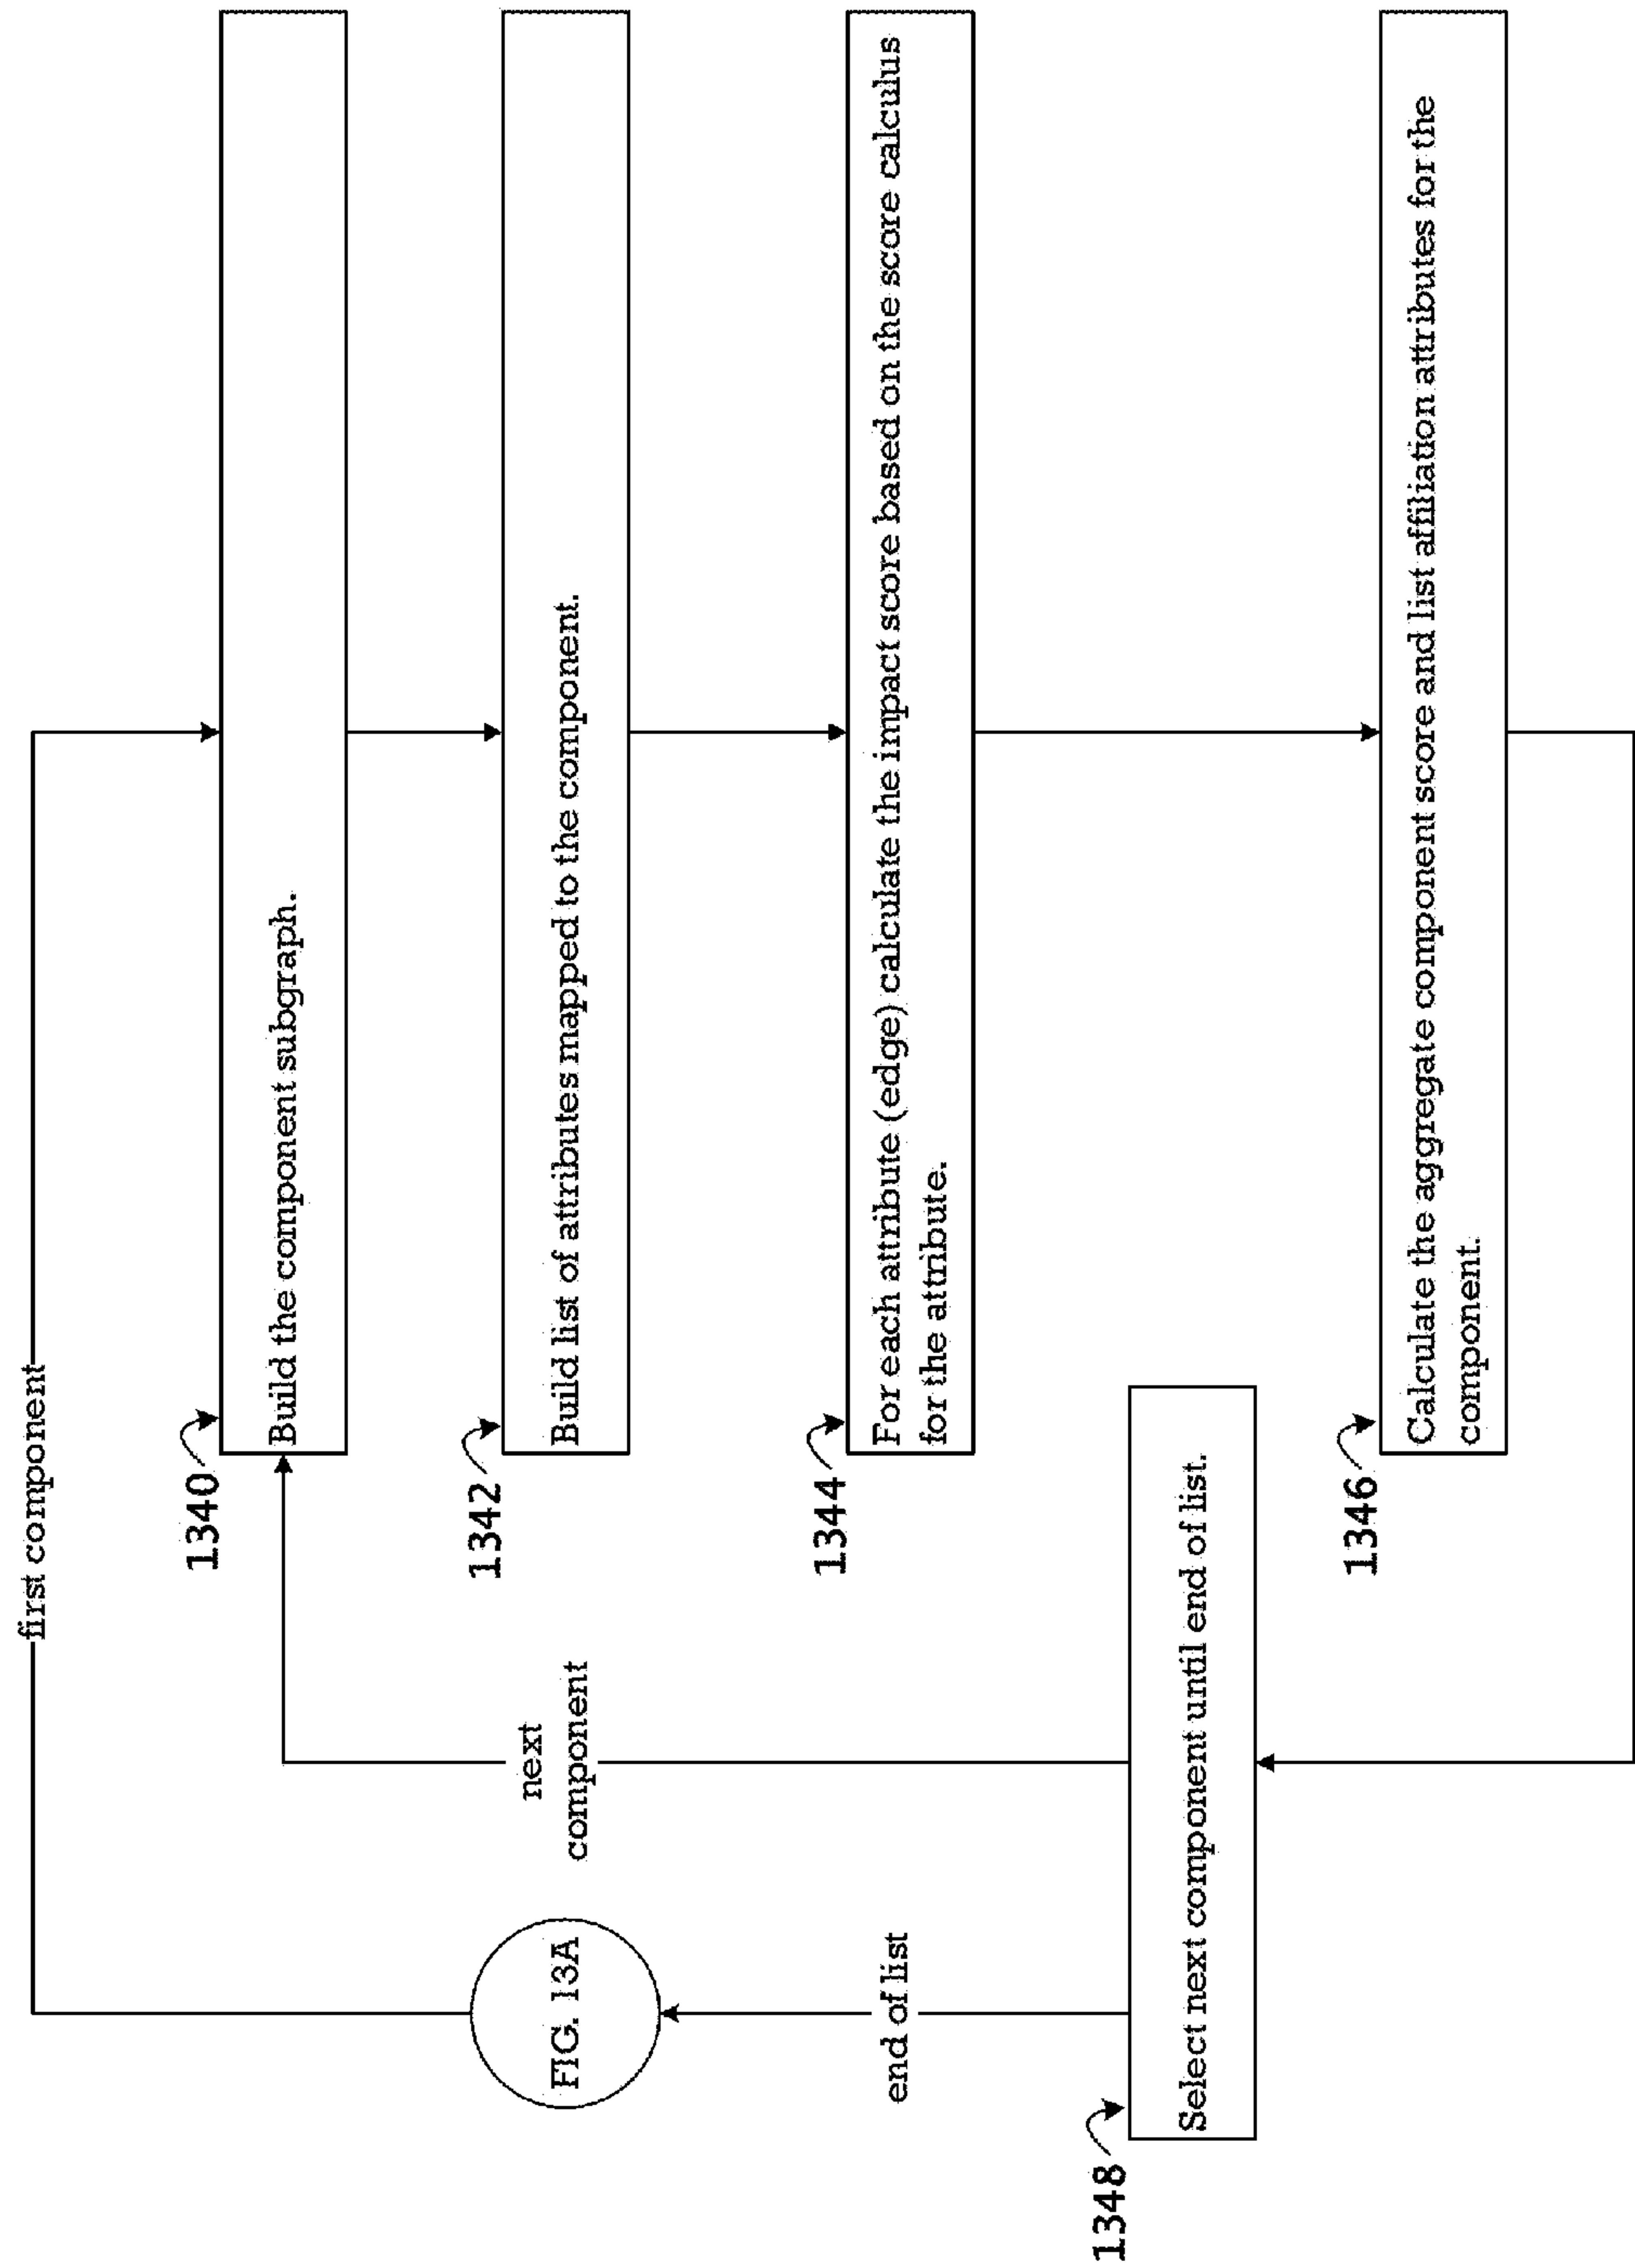 first component
1340
Build the component subgraph.
1342
Build list of attributes mapped to the component.
1344
For each attribute (edge) calculate the impact score based on the score calculus
for the attribute.
1346
Calculate the aggregate component score and list affiliation attributes for the
component.
next
component
FIG. 13A
end of list
1348
Select next component until end of list.